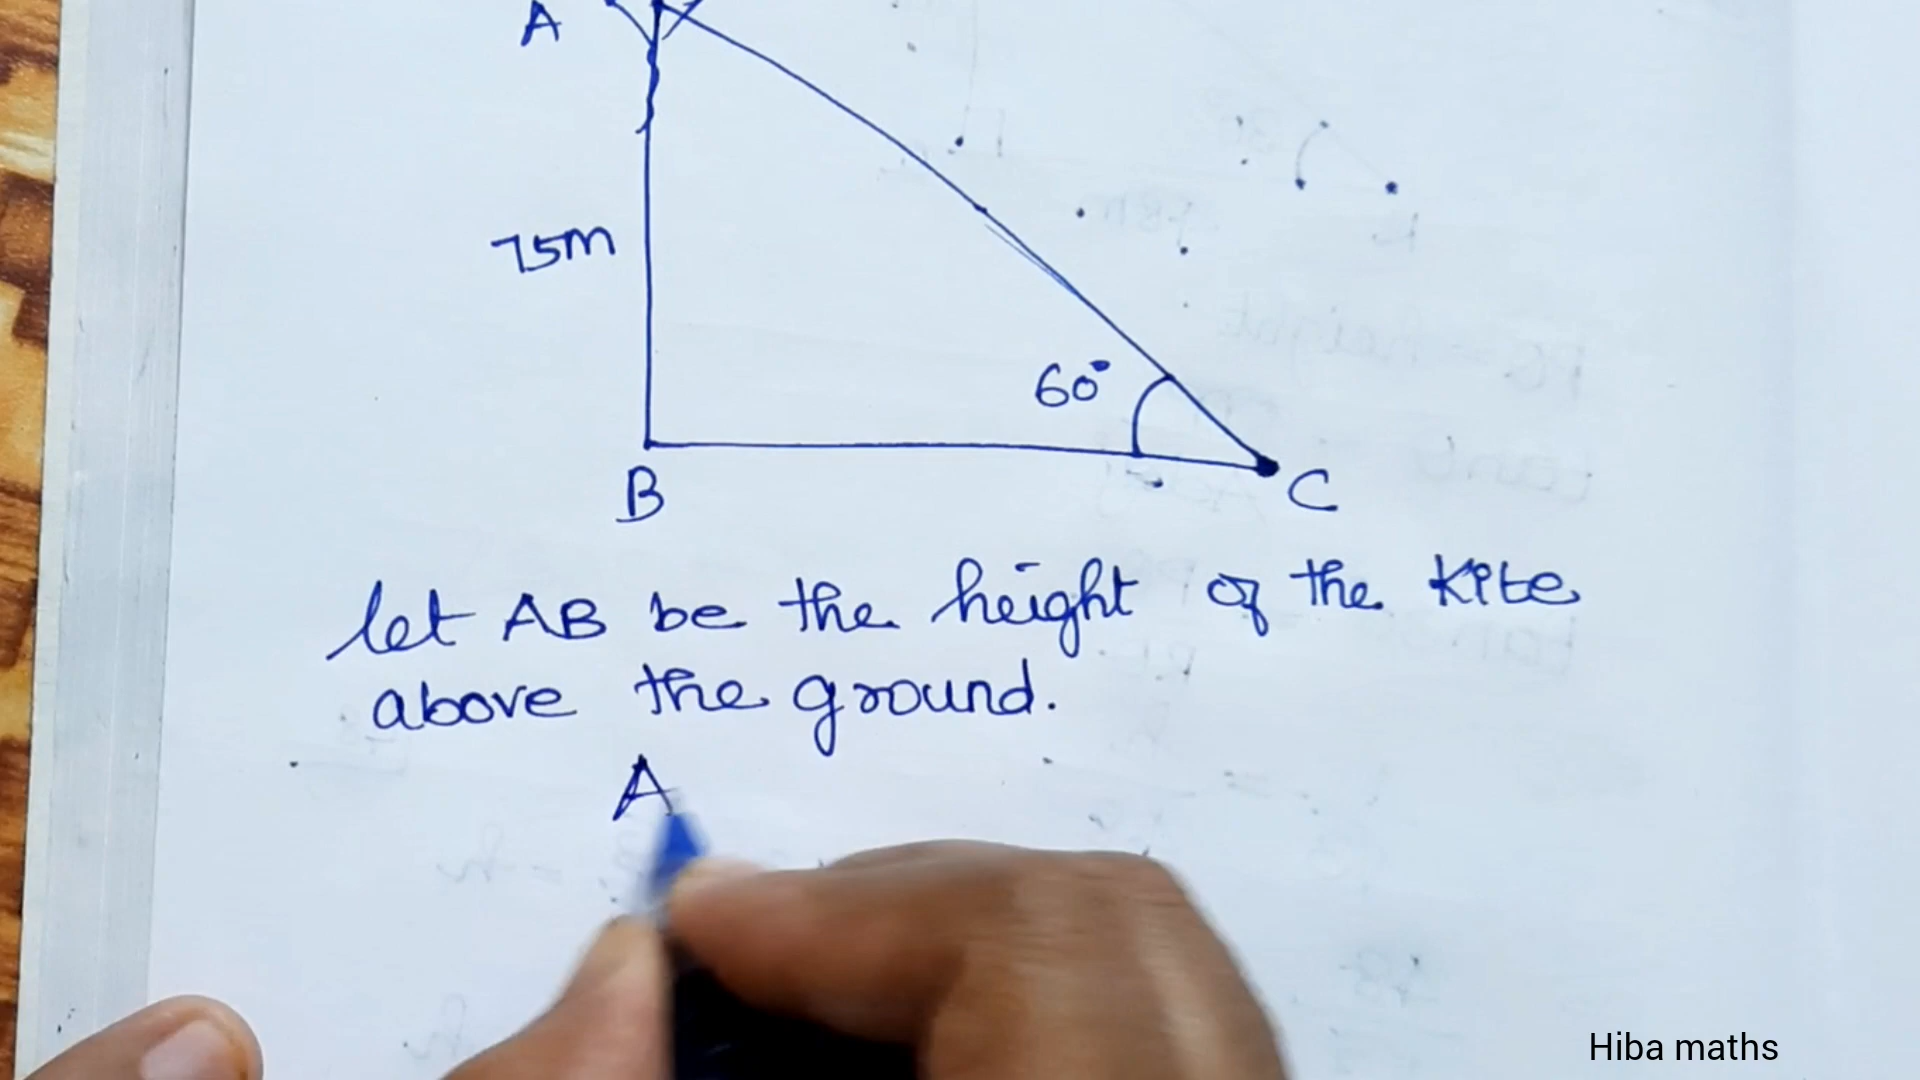 A
75m
60°
B
C
let AB be the height of the Kite
above the ground.
A
Hiba maths